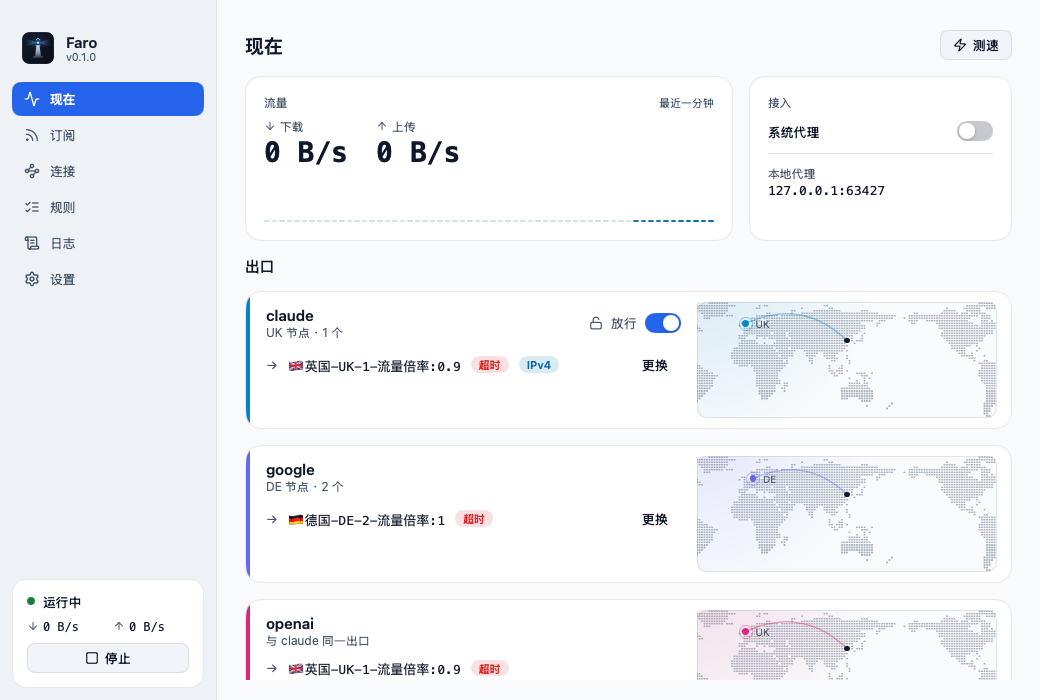 Faro
v0.1.0
现在
订阅
连接
规则
日志
设置
运行中
↓ 0 B/s ↑ 0 B/s
停止
现在
测速
流量 最近一分钟
↓ 下载 ↑ 上传
0 B/s 0 B/s
接入
系统代理
本地代理
127.0.0.1:63427
出口
claude
UK 节点 · 1 个
放行
→ 🇬🇧英国-UK-1-流量倍率:0.9 超时 IPv4 更换
UK
google
DE 节点 · 2 个
→ 🇩🇪德国-DE-2-流量倍率:1 超时 更换
DE
openai
与 claude 同一出口
→ 🇬🇧英国-UK-1-流量倍率:0.9 超时
UK